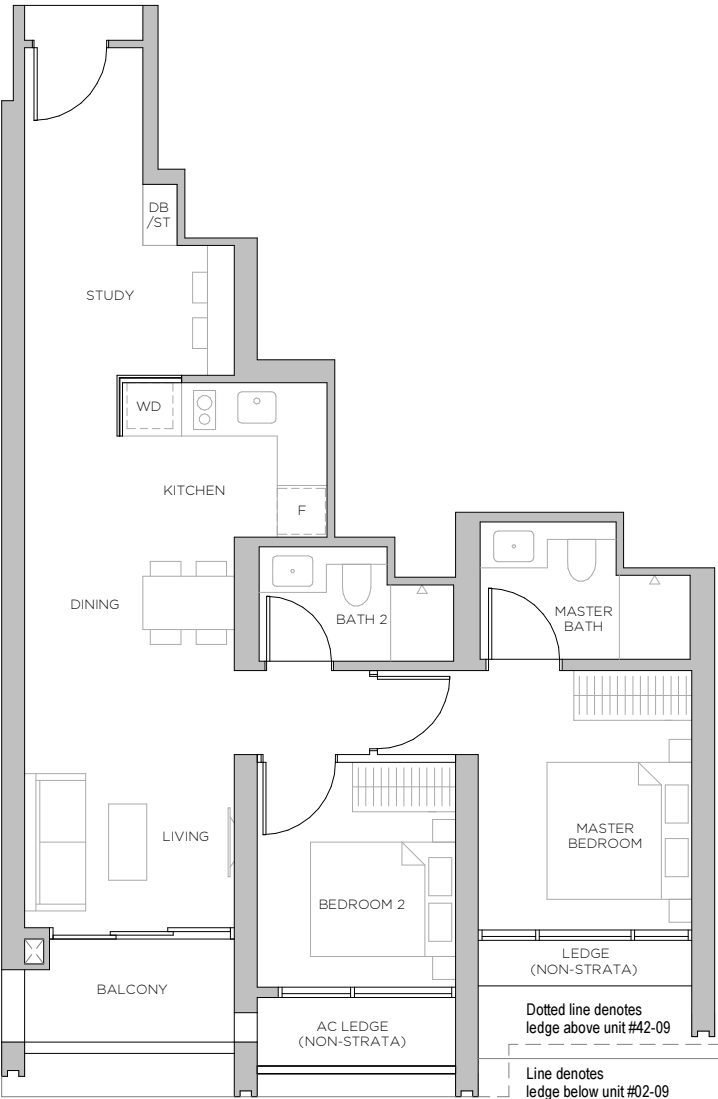 DB
/ST
STUDY
WD
KITCHEN
F
DINING
BATH 2
MASTER
BATH
LIVING
MASTER
BEDROOM
BEDROOM 2
LEDGE
(NON-STRATA)
BALCONY
AC LEDGE
(NON-STRATA)
Dotted line denotes
ledge above unit #42-09
Line denotes
ledge below unit #02-09